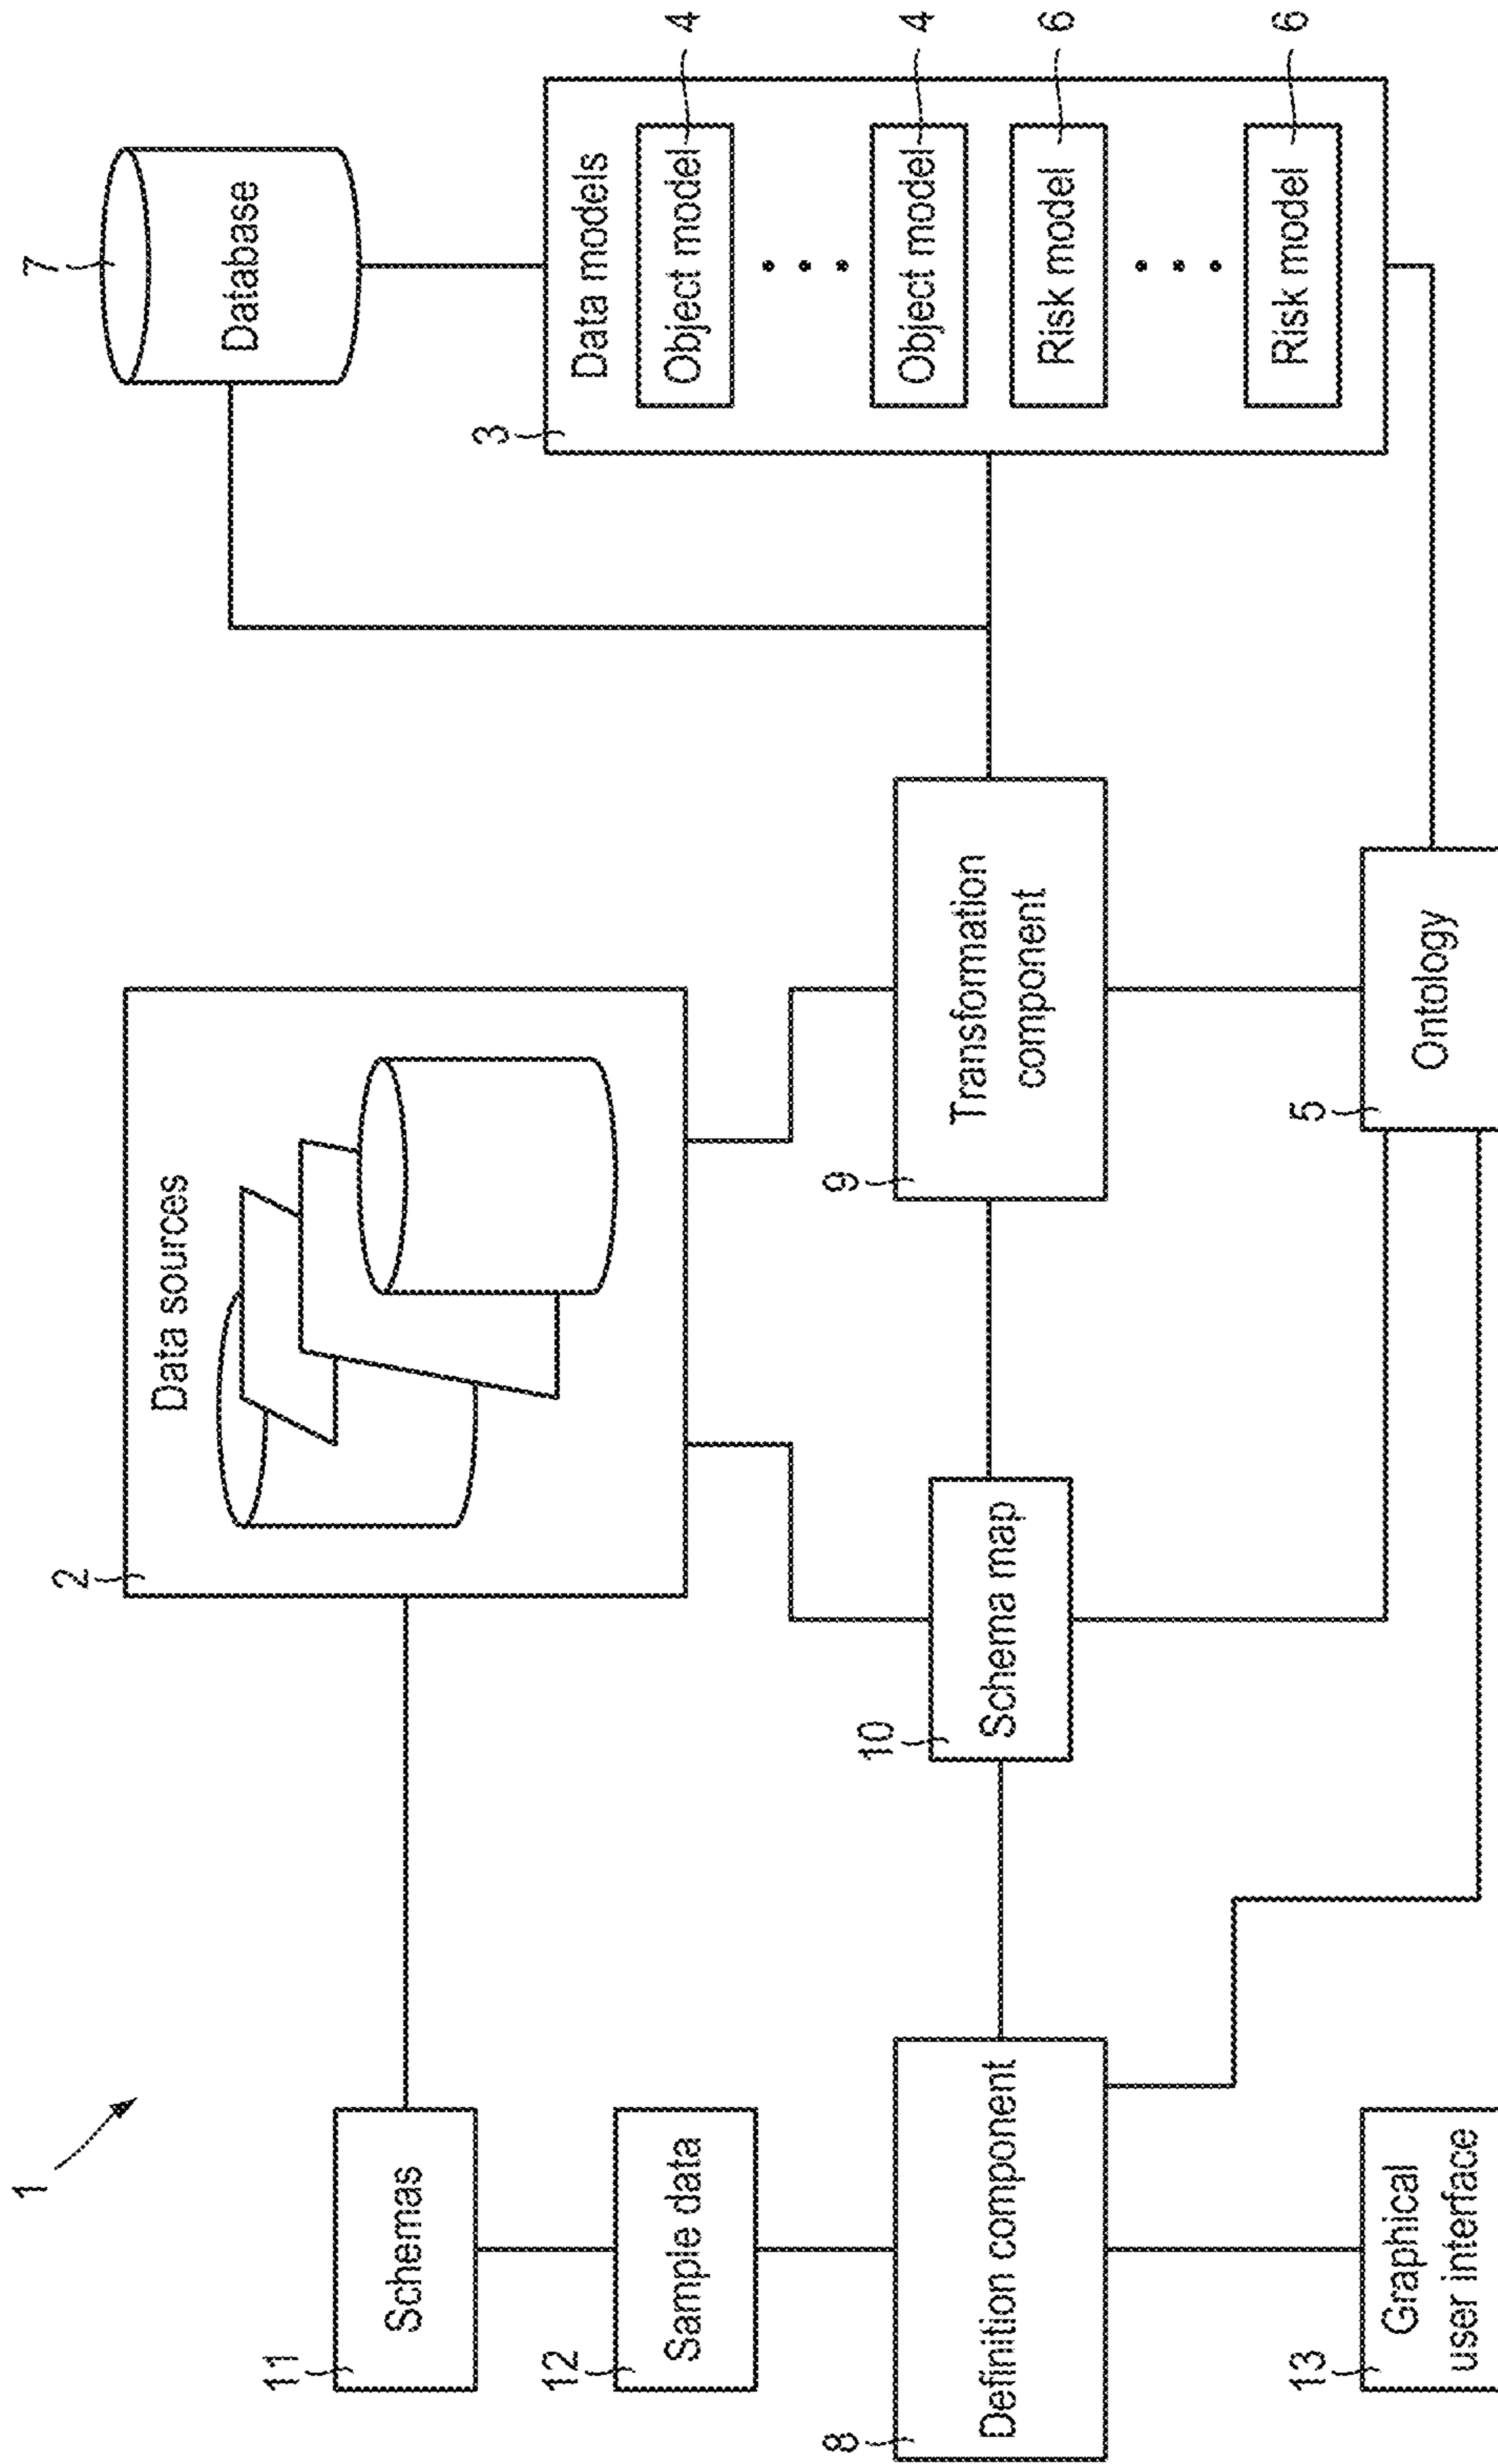 1
11
Schemas
12
Sample data
8
Definition component
13
Graphical
user interface
2
Data sources
10
Schema map
9
Transformation
component
5
Ontology
7
Database
3
Data models
Object model
4
Object model
4
Risk model
6
Risk model
6